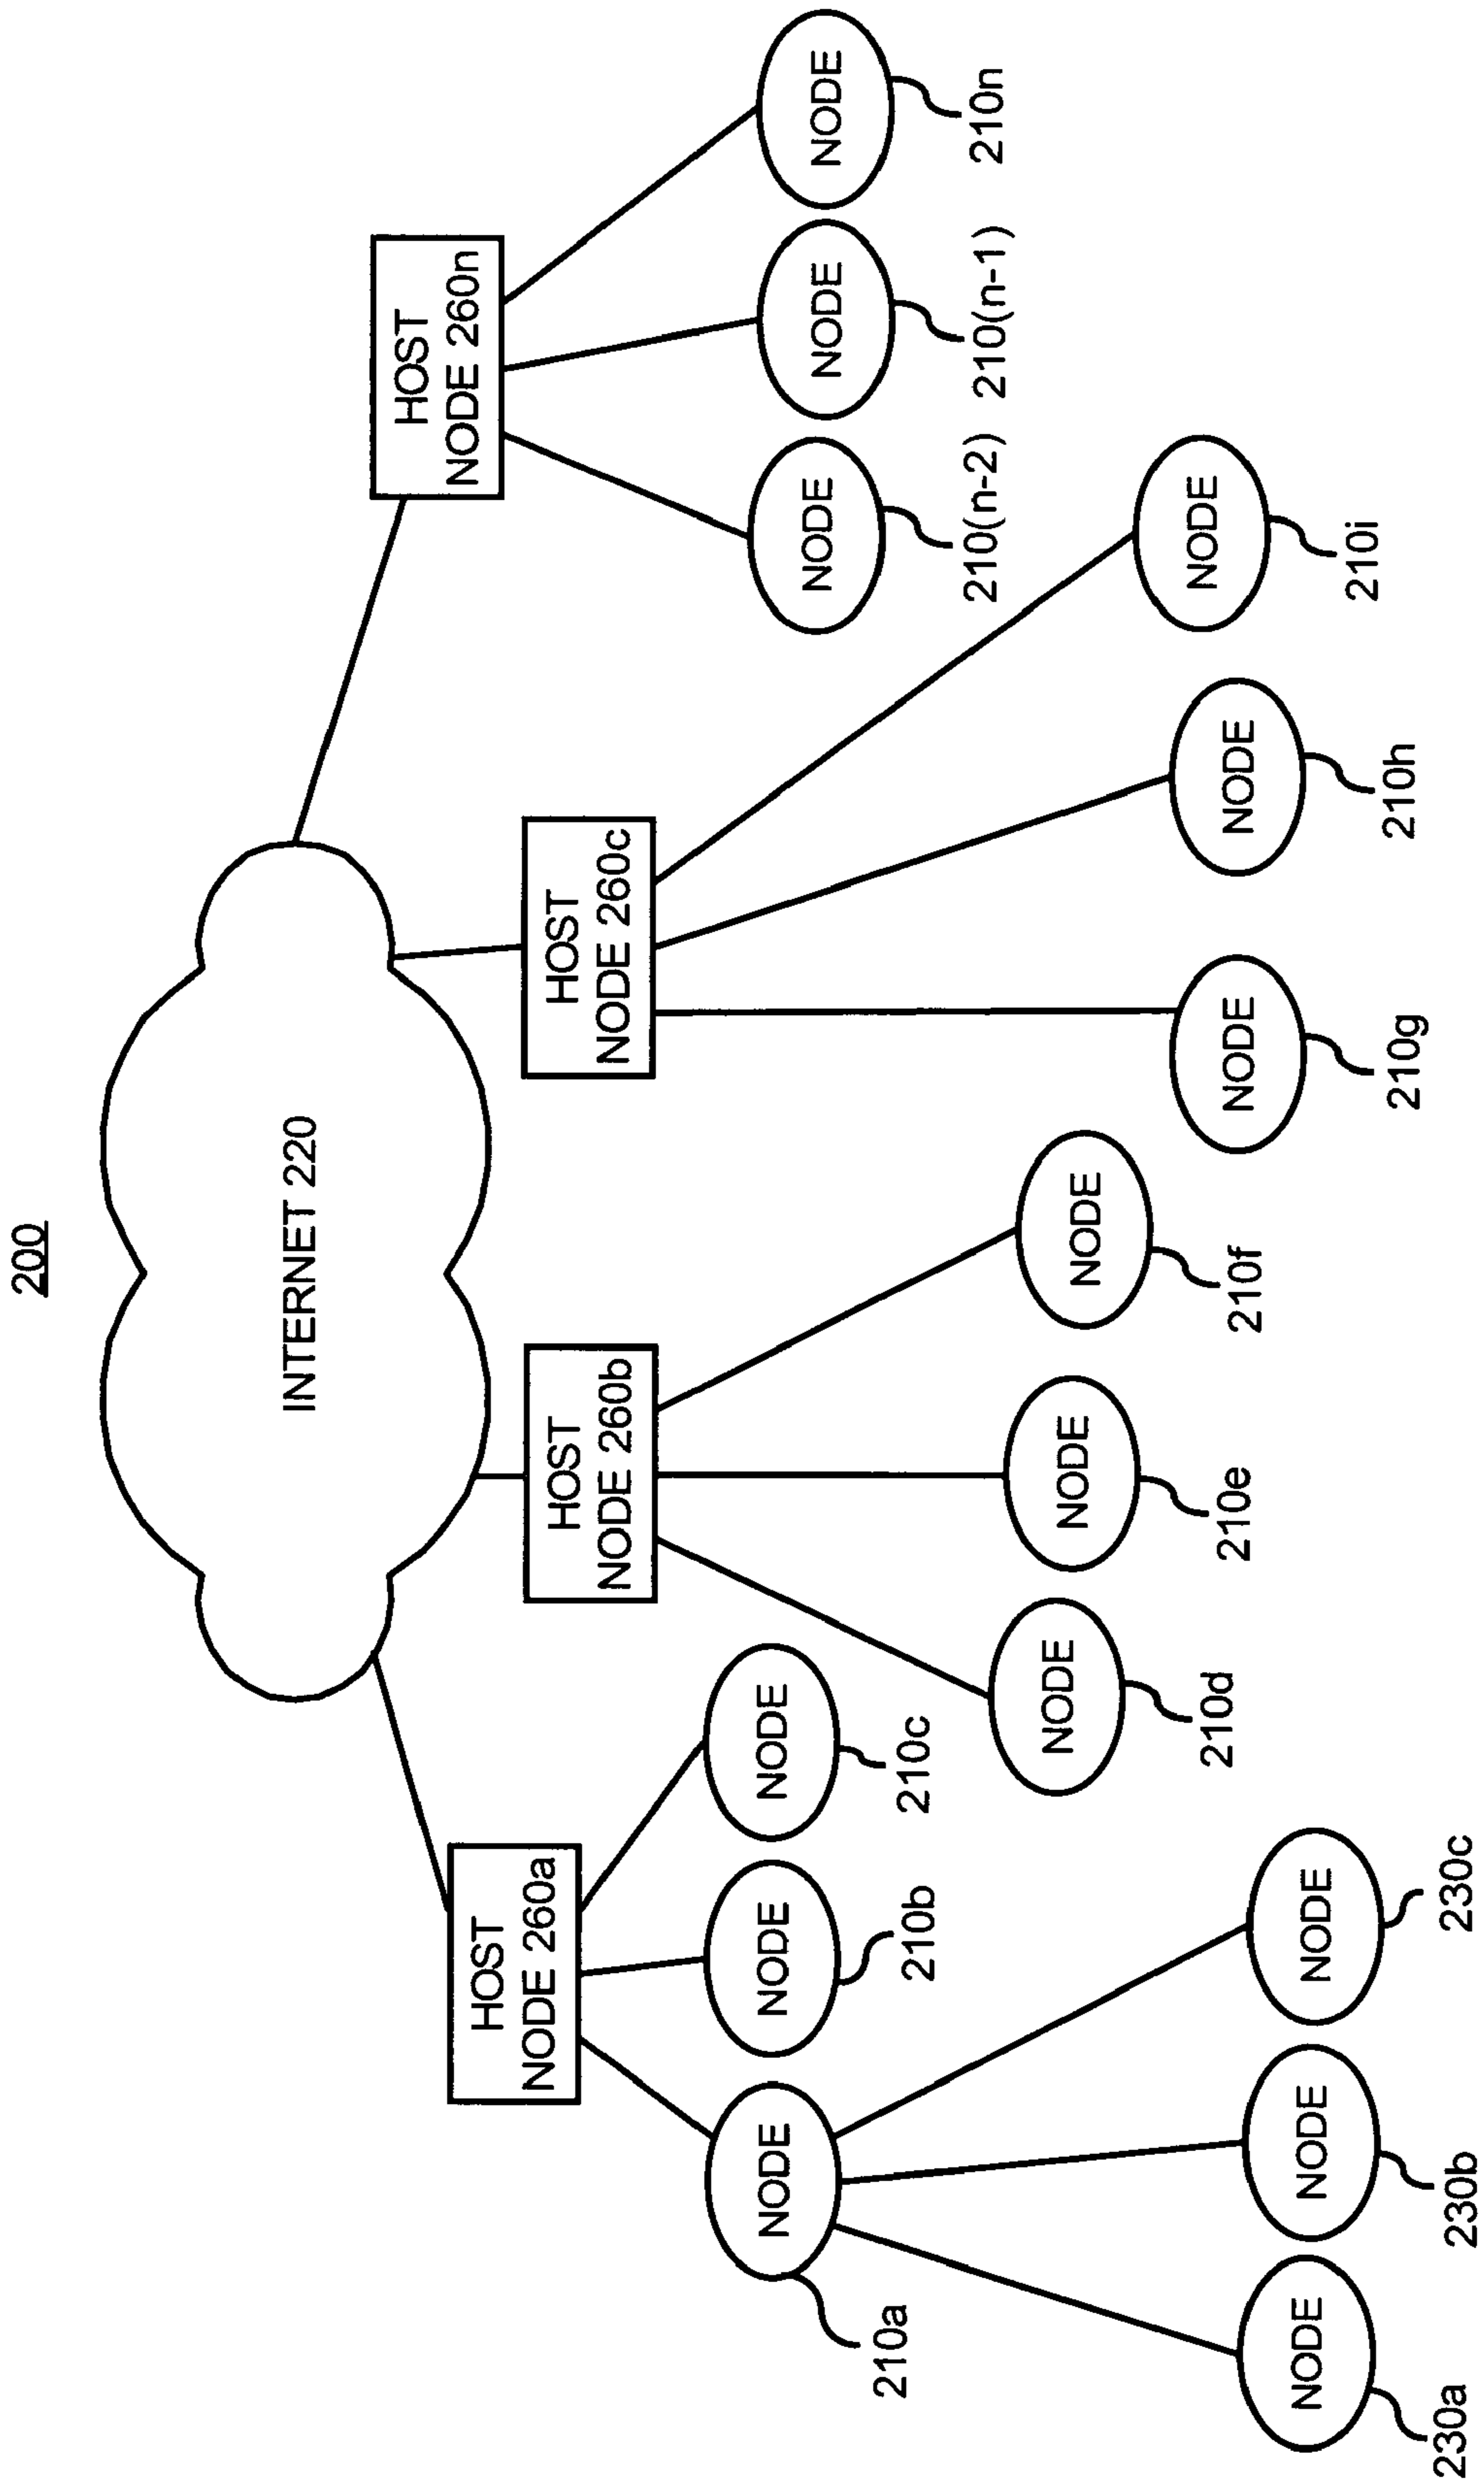 200
INTERNET 220
HOST
NODE 260a
HOST
NODE 260b
HOST
NODE 260c
HOST
NODE 260n
NODE
210a
NODE
210b
NODE
210c
NODE
230a
NODE
230b
NODE
230c
NODE
210d
NODE
210e
NODE
210f
NODE
210g
NODE
210h
NODE
210i
NODE
210(n-2)
NODE
210(n-1)
NODE
210n